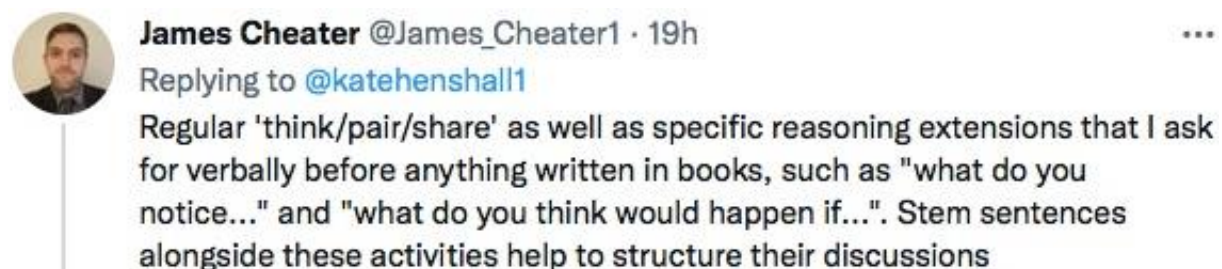 James Cheater @James_Cheater1 · 19h
Replying to @katehenshall1
Regular 'think/pair/share' as well as specific reasoning extensions that I ask
for verbally before anything written in books, such as "what do you
notice..." and "what do you think would happen if...". Stem sentences
alongside these activities help to structure their discussions